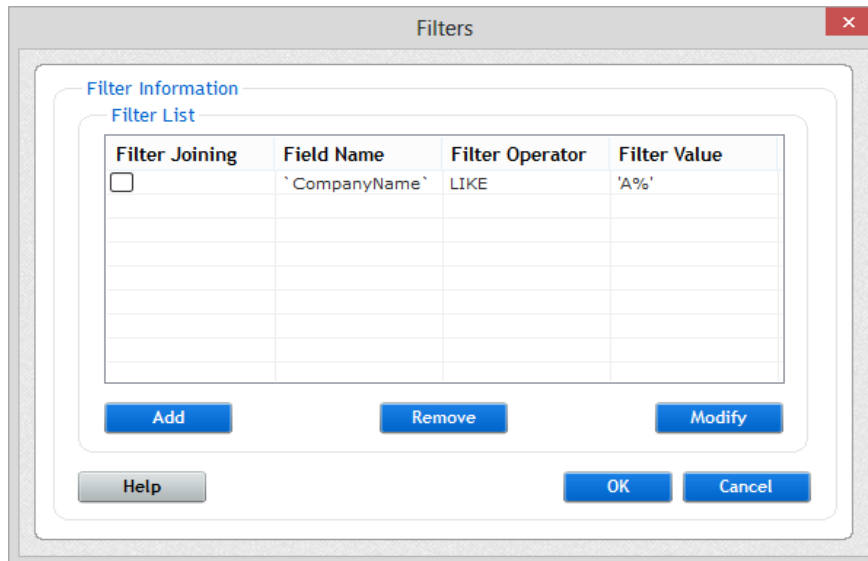 Filters
Filter Information
Filter List
Filter Joining Field Name Filter Operator Filter Value
`CompanyName` LIKE 'A%'
Add Remove Modify
Help OK Cancel